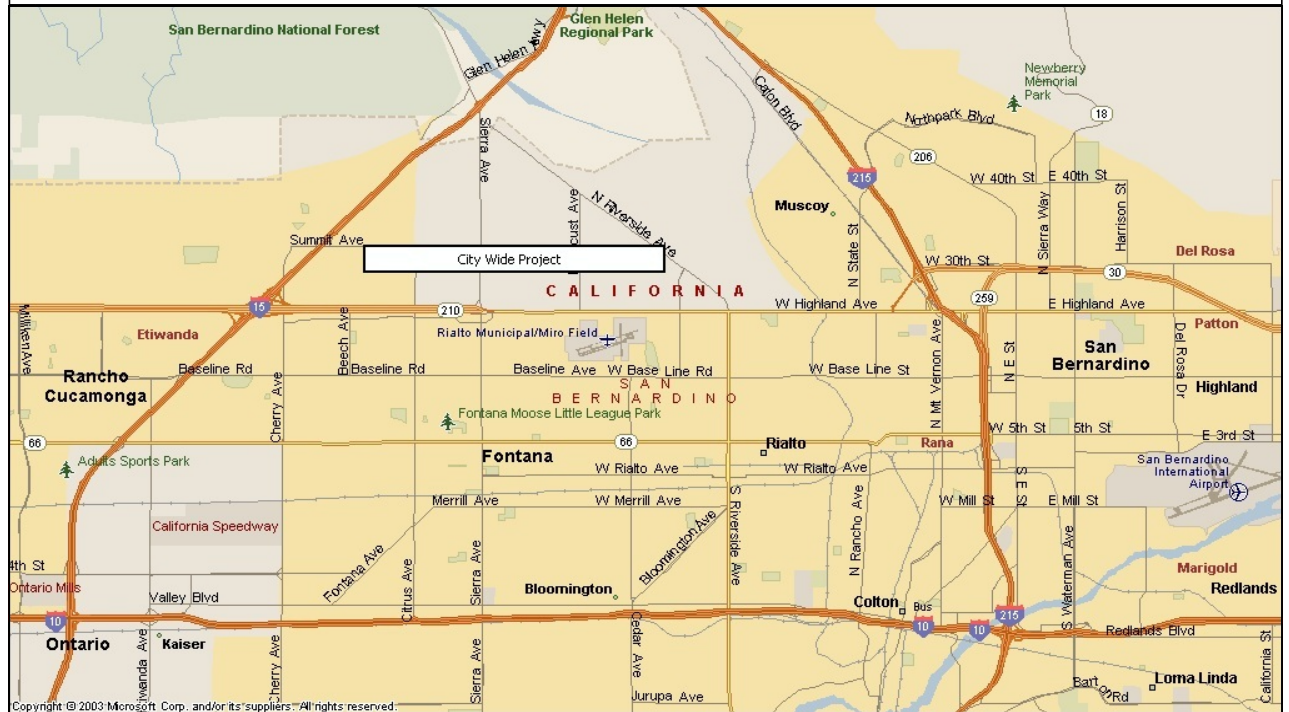 San Bernardino National Forest
Glen Helen
Regional Park
Glen Helen Pkwy
Newberry
Memorial
Park
Cajon Blvd
Northpark Blvd
18
206
Sierra Ave
215
W 40th St
E 40th St
N Riverside Ave
Muscoy
N State St
N Sierra Way
Harrison St
Summit Ave
City Wide Project
W 30th St
Del Rosa
30
CALIFORNIA
259
15
210
W Highland Ave
E Highland Ave
Milliken Ave
Etiwanda
Beech Ave
Rialto Municipal/Miro Field
N Mt Vernon Ave
Patton
N E St
San
Bernardino
Del Rosa Dr
Rancho
Cucamonga
Baseline Rd
Baseline Rd
Baseline Ave
W Base Line Rd
W Base Line St
SAN
BERNARDINO
Highland
Cherry Ave
Fontana Moose Little League Park
66
66
Fontana
Rialto
Rana
W 5th St
5th St
E 3rd St
Adults Sports Park
W Rialto Ave
W Rialto Ave
San Bernardino
International
Airport
Merrill Ave
W Merrill Ave
S Riverside Ave
W Mill St
S E St
E Mill St
California Speedway
Bloomington Ave
N Rancho Ave
Fontana Ave
Citrus Ave
Sierra Ave
S Waterman Ave
4th St
Ontario Mills
Valley Blvd
Bloomington
Colton
Bus
10
10
215
Marigold
Redlands
10
Ontario
Kaiser
Cherry Ave
Sierra Ave
Cedar Ave
Redlands Blvd
California St
Jurupa Ave
Barton Rd
Loma Linda
Copyright © 2003 Microsoft Corp. and/or its suppliers. All rights reserved.